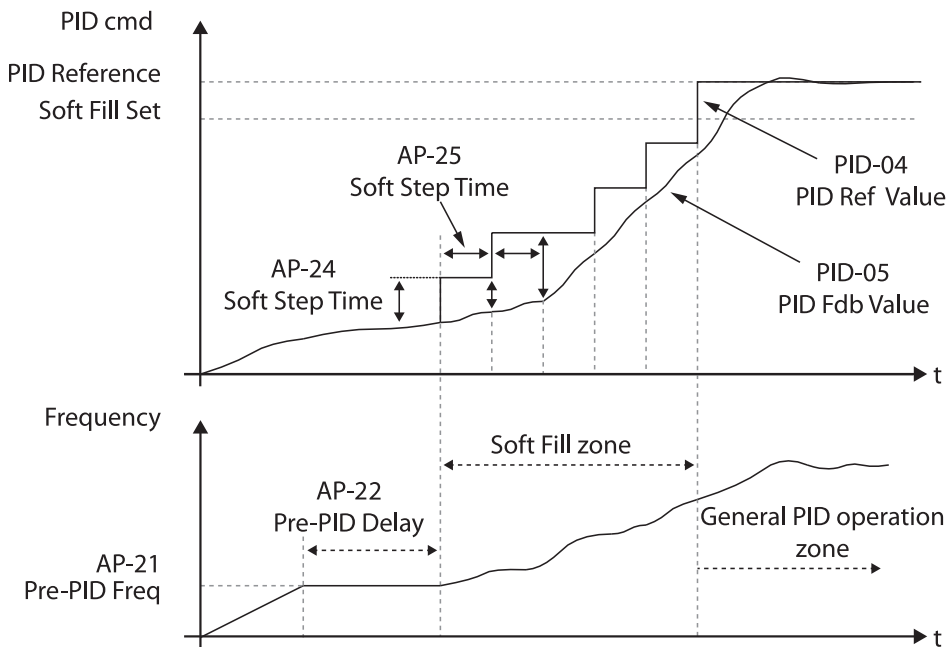 PID cmd
PID Reference
Soft Fill Set
AP-25
Soft Step Time
PID-04
PID Ref Value
AP-24
Soft Step Time
PID-05
PID Fdb Value
t
Frequency
Soft Fill zone
AP-22
Pre-PID Delay
General PID operation
zone
AP-21
Pre-PID Freq
t